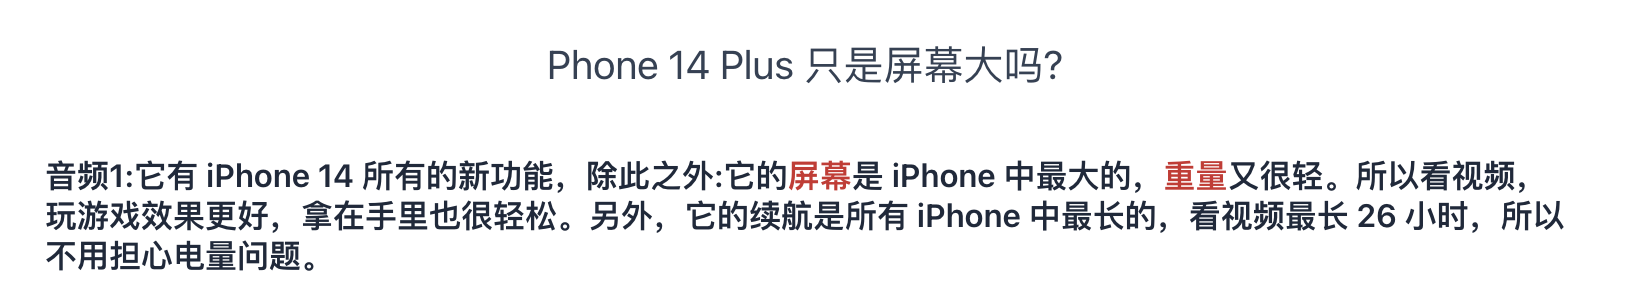 Phone 14 Plus 只是屏幕大吗?
音频1:它有 iPhone 14 所有的新功能，除此之外:它的屏幕是 iPhone 中最大的，重量又很轻。所以看视频，
玩游戏效果更好，拿在手里也很轻松。另外，它的续航是所有 iPhone 中最长的，看视频最长 26 小时，所以
不用担心电量问题。